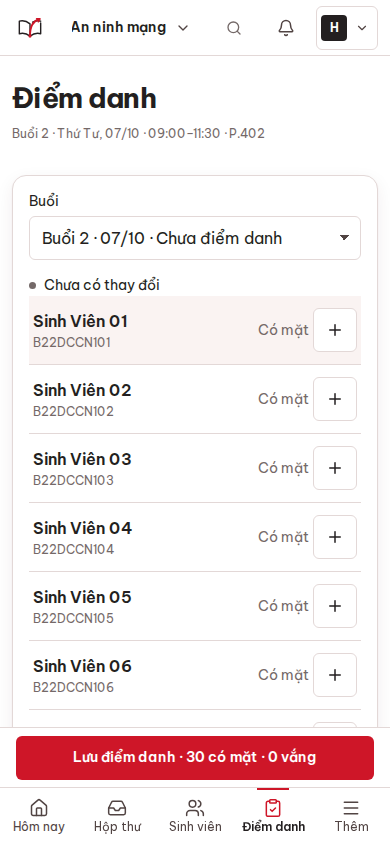 An ninh mạng
H
Điểm danh
Buổi 2 · Thứ Tư, 07/10 · 09:00–11:30 · P.402
Buổi
Buổi 2 · 07/10 · Chưa điểm danh
Chưa có thay đổi
Sinh Viên 01
B22DCCN101
Có mặt
Sinh Viên 02
B22DCCN102
Có mặt
Sinh Viên 03
B22DCCN103
Có mặt
Sinh Viên 04
B22DCCN104
Có mặt
Sinh Viên 05
B22DCCN105
Có mặt
Sinh Viên 06
B22DCCN106
Có mặt
Lưu điểm danh · 30 có mặt · 0 vắng
Hôm nay
Hộp thư
Sinh viên
Điểm danh
Thêm